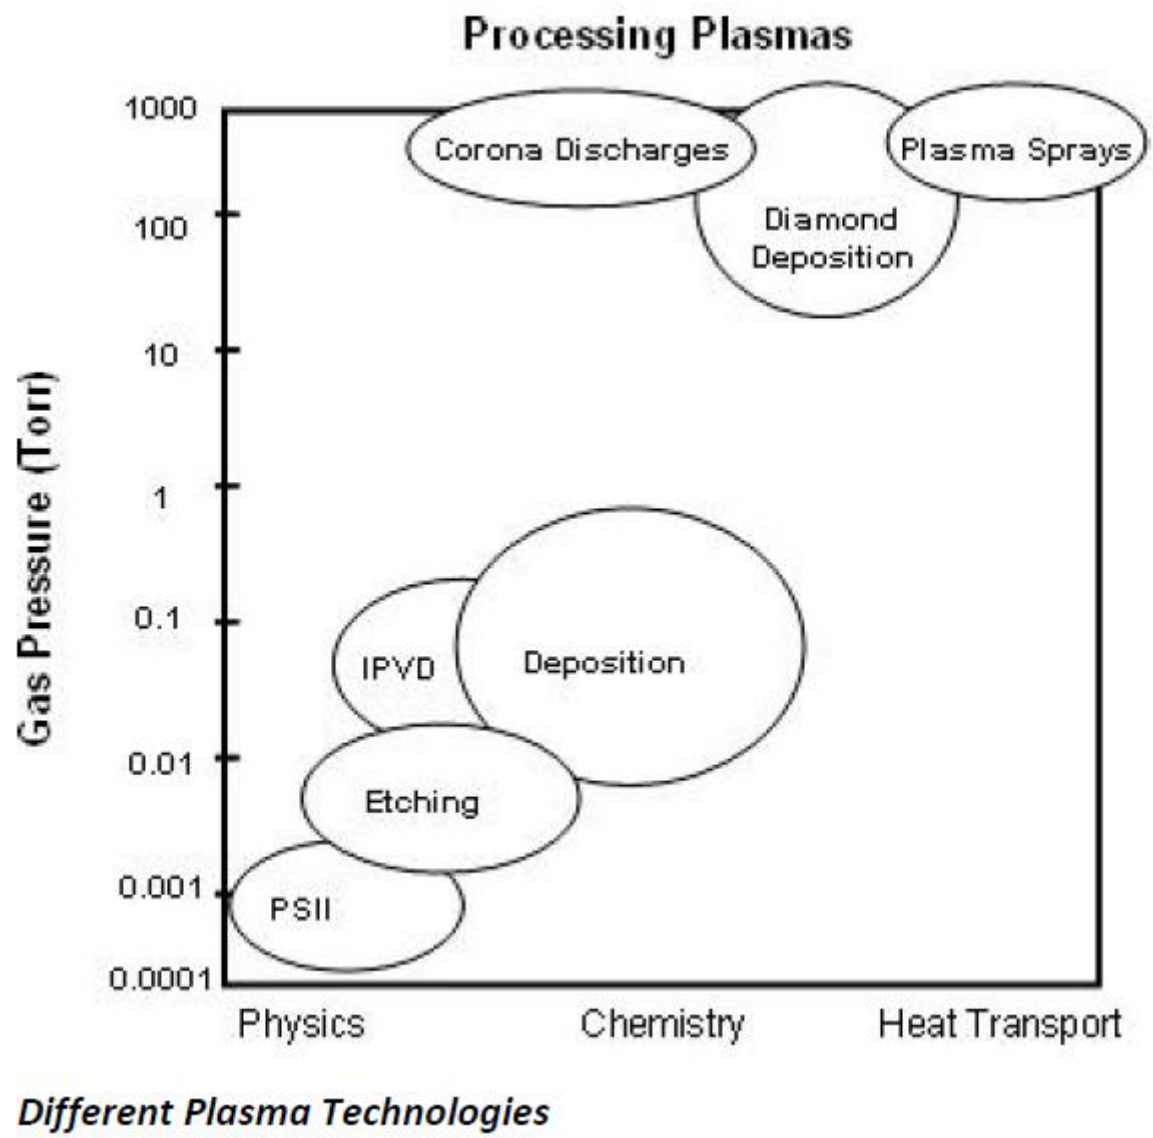 Processing Plasmas
1000
Corona Discharges
Plasma Sprays
100
Diamond
Deposition
10
Gas Pressure (Torr)
1
0.1
IPVD
Deposition
0.01
Etching
0.001
PSII
0.0001
Physics
Chemistry
Heat Transport
Different Plasma Technologies